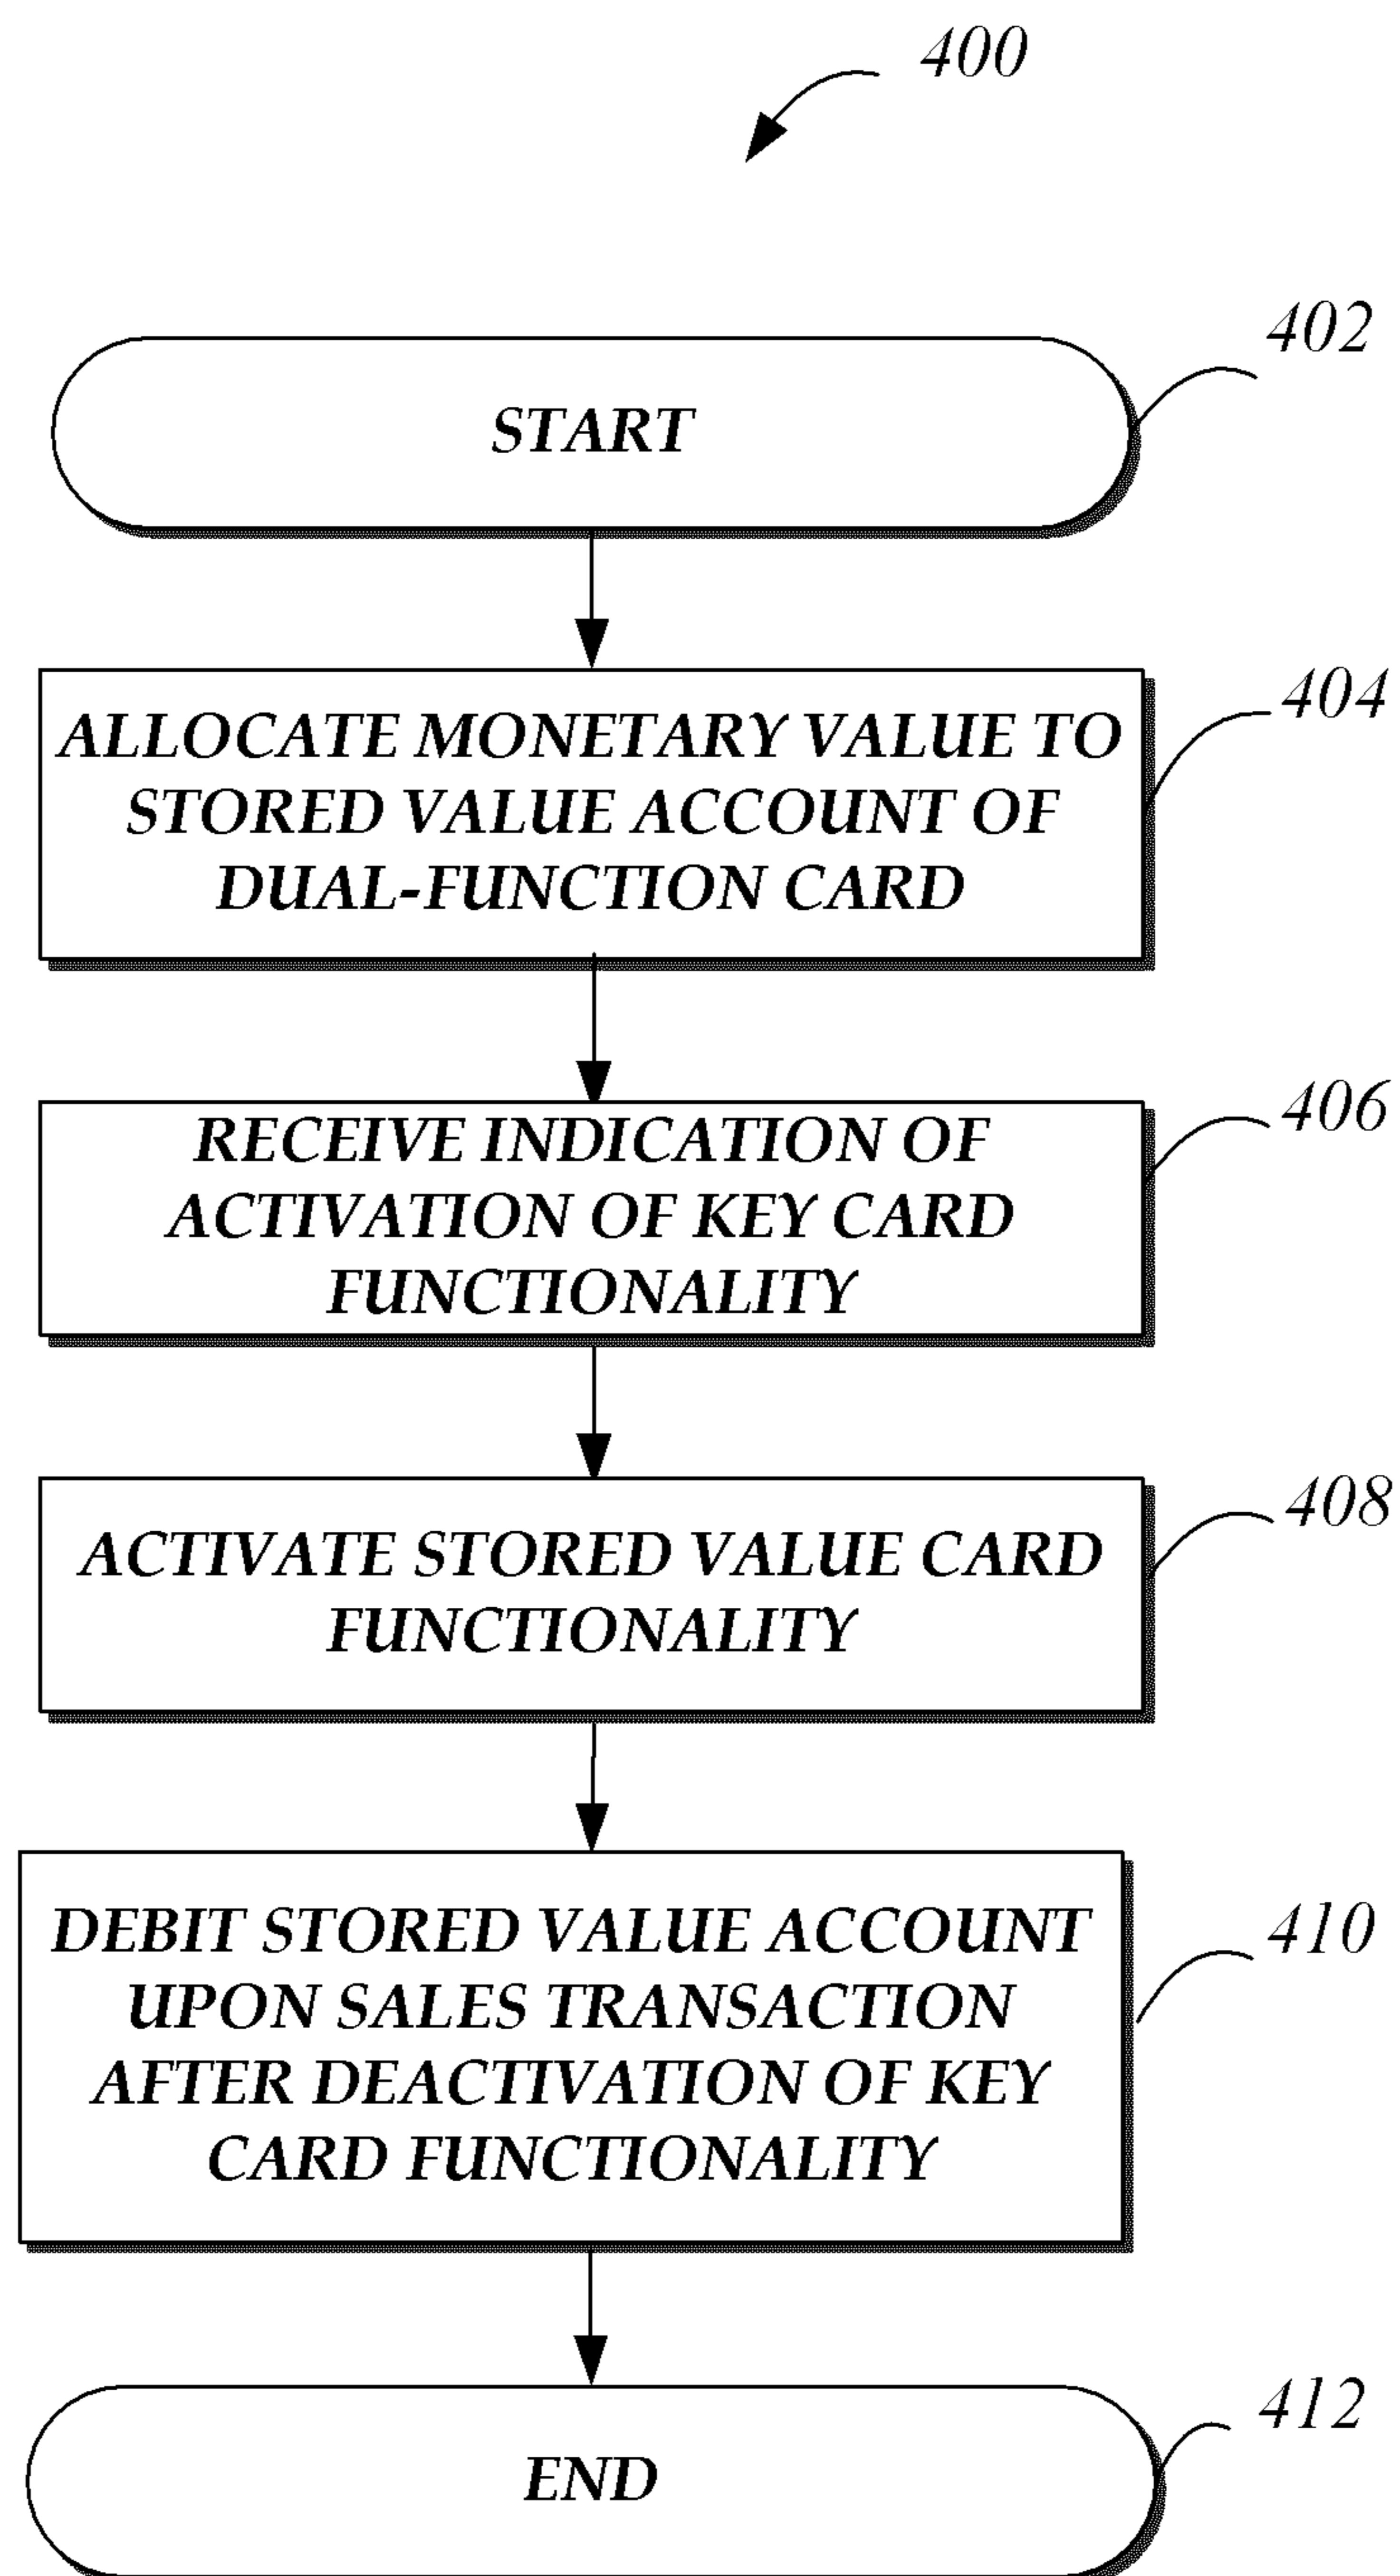 400
402
START
404
ALLOCATE MONETARY VALUE TO
STORED VALUE ACCOUNT OF
DUAL-FUNCTION CARD
406
RECEIVE INDICATION OF
ACTIVATION OF KEY CARD
FUNCTIONALITY
408
ACTIVATE STORED VALUE CARD
FUNCTIONALITY
410
DEBIT STORED VALUE ACCOUNT
UPON SALES TRANSACTION
AFTER DEACTIVATION OF KEY
CARD FUNCTIONALITY
412
END